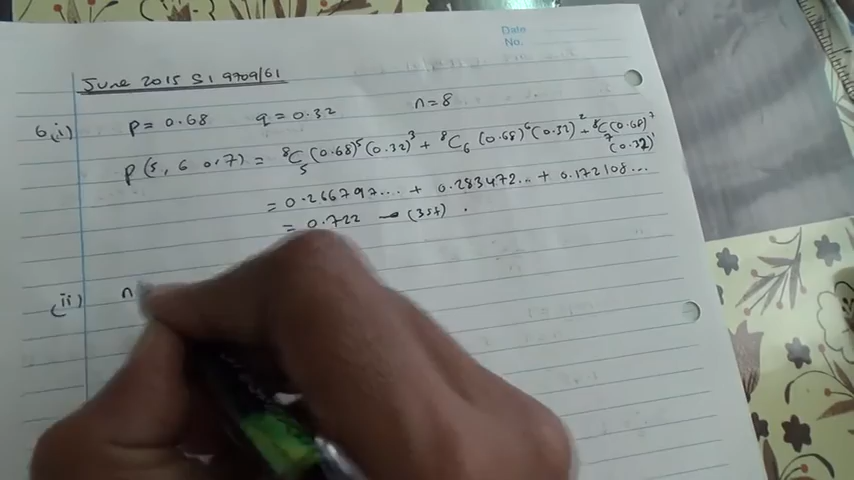 Date
No.
June 2015 S1 9709/61
6.(i) p = 0.68 q = 0.32 n = 8
P(5, 6 or 7) = ⁸C₅ (0.68)⁵ (0.32)³ + ⁸C₆ (0.68)⁶ (0.32)² + ⁸C₇ (0.68)⁷ (0.32)¹
= 0.266797... + 0.283472... + 0.172108...
= 0.722 → (3sf) .
(ii) n